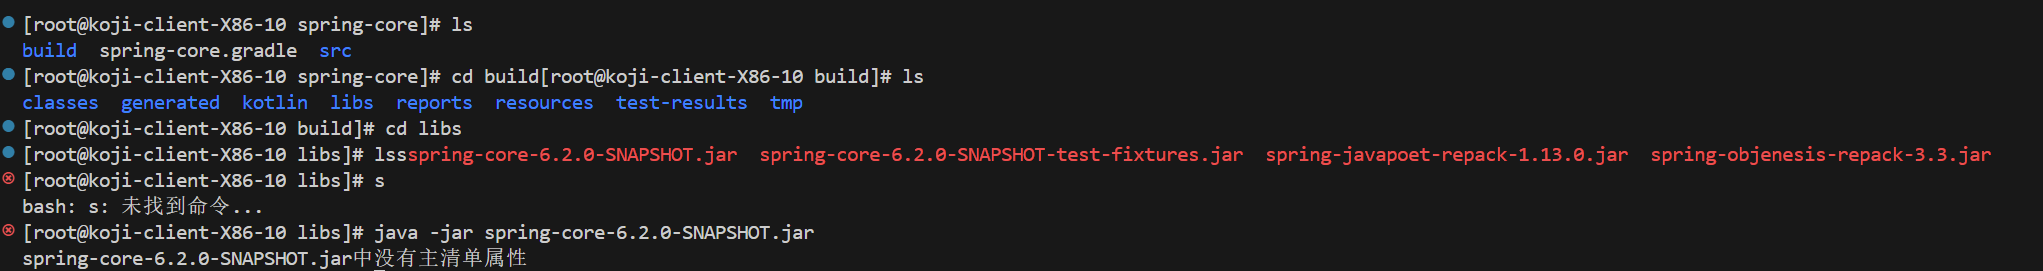 [root@koji-client-X86-10 spring-core]# ls
build  spring-core.gradle  src
[root@koji-client-X86-10 spring-core]# cd build[root@koji-client-X86-10 build]# ls
classes  generated  kotlin  libs  reports  resources  test-results  tmp
[root@koji-client-X86-10 build]# cd libs
[root@koji-client-X86-10 libs]# lssspring-core-6.2.0-SNAPSHOT.jar  spring-core-6.2.0-SNAPSHOT-test-fixtures.jar  spring-javapoet-repack-1.13.0.jar  spring-objenesis-repack-3.3.jar
[root@koji-client-X86-10 libs]# s
bash: s: 未找到命令...
[root@koji-client-X86-10 libs]# java -jar spring-core-6.2.0-SNAPSHOT.jar
spring-core-6.2.0-SNAPSHOT.jar中没有主清单属性